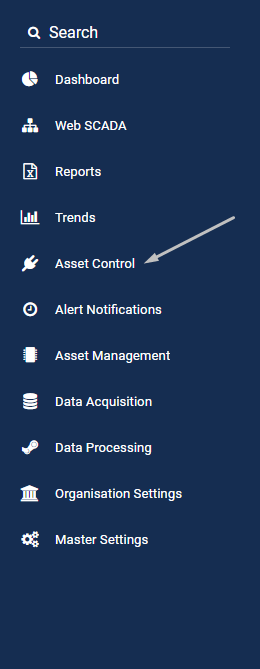 Search
Dashboard
Web SCADA
Reports
Trends
Asset Control
Alert Notifications
Asset Management
Data Acquisition
Data Processing
Organisation Settings
Master Settings